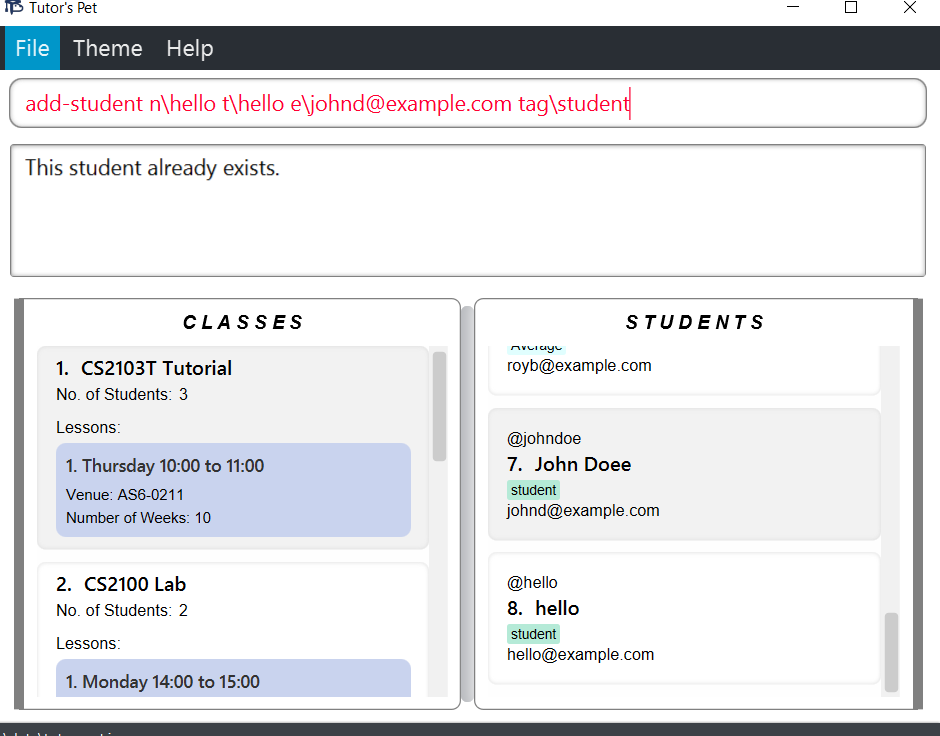 Tutor's Pet
File Theme Help
add-student n\hello t\hello e\johnd@example.com tag\student
This student already exists.
CLASSES
1. CS2103T Tutorial
No. of Students: 3
Lessons:
1. Thursday 10:00 to 11:00
Venue: AS6-0211
Number of Weeks: 10
2. CS2100 Lab
No. of Students: 2
Lessons:
1. Monday 14:00 to 15:00
STUDENTS
Average
royb@example.com
@johndoe
7. John Doee
student
johnd@example.com
@hello
8. hello
student
hello@example.com